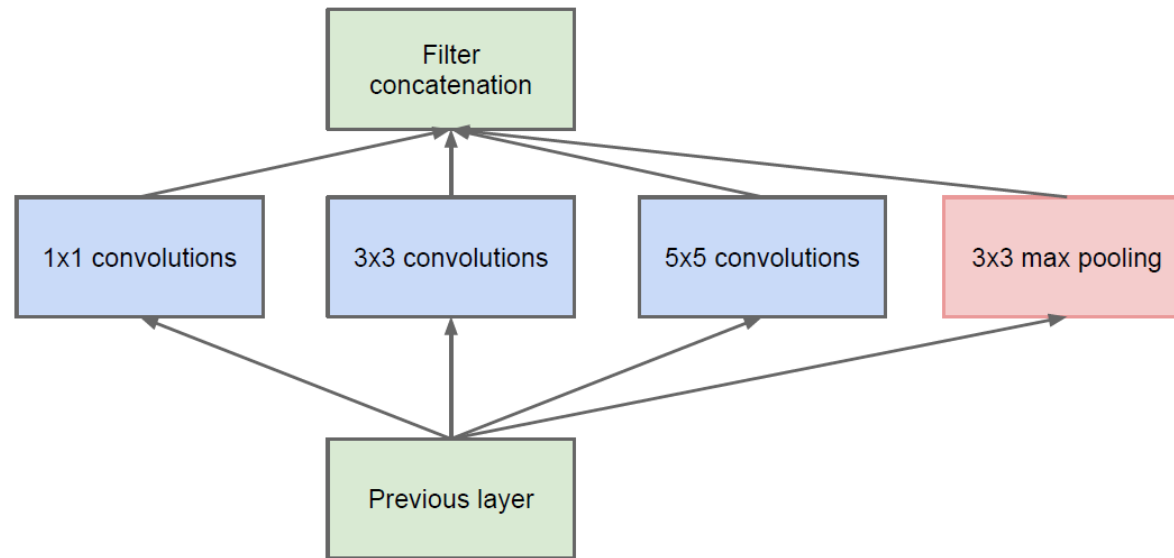 Filter
concatenation
1x1 convolutions
3x3 convolutions
5x5 convolutions
3x3 max pooling
Previous layer